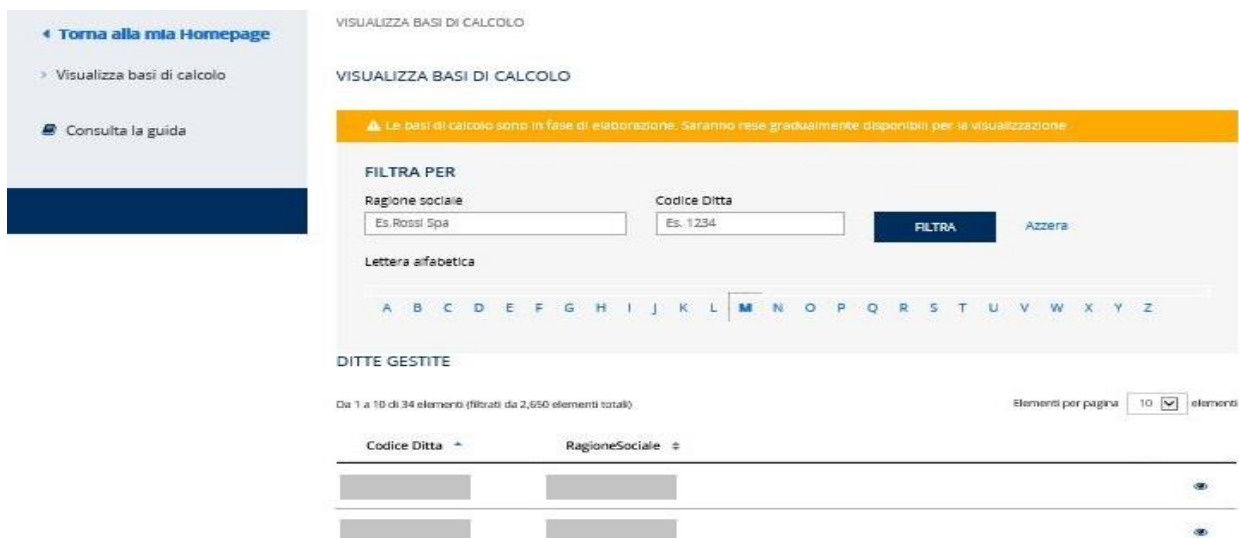 Torna alla mia Homepage
Visualizza basi di calcolo
Consulta la guida
VISUALIZZA BASI DI CALCOLO
VISUALIZZA BASI DI CALCOLO
Le basi di calcolo sono in fase di elaborazione. Saranno rese gradualmente disponibili per la visualizzazione
FILTRA PER
Ragione sociale Codice Ditta
Es.Rossi Spa Es. 1234 FILTRA Azzera
Lettera alfabetica
A B C D E F G H I J K L M N O P Q R S T U V W X Y Z
DITTE GESTITE
Da 1 a 10 di 34 elementi (filtrati da 2,650 elementi totali) Elementi per pagina 10 elementi
Codice Ditta RagioneSociale